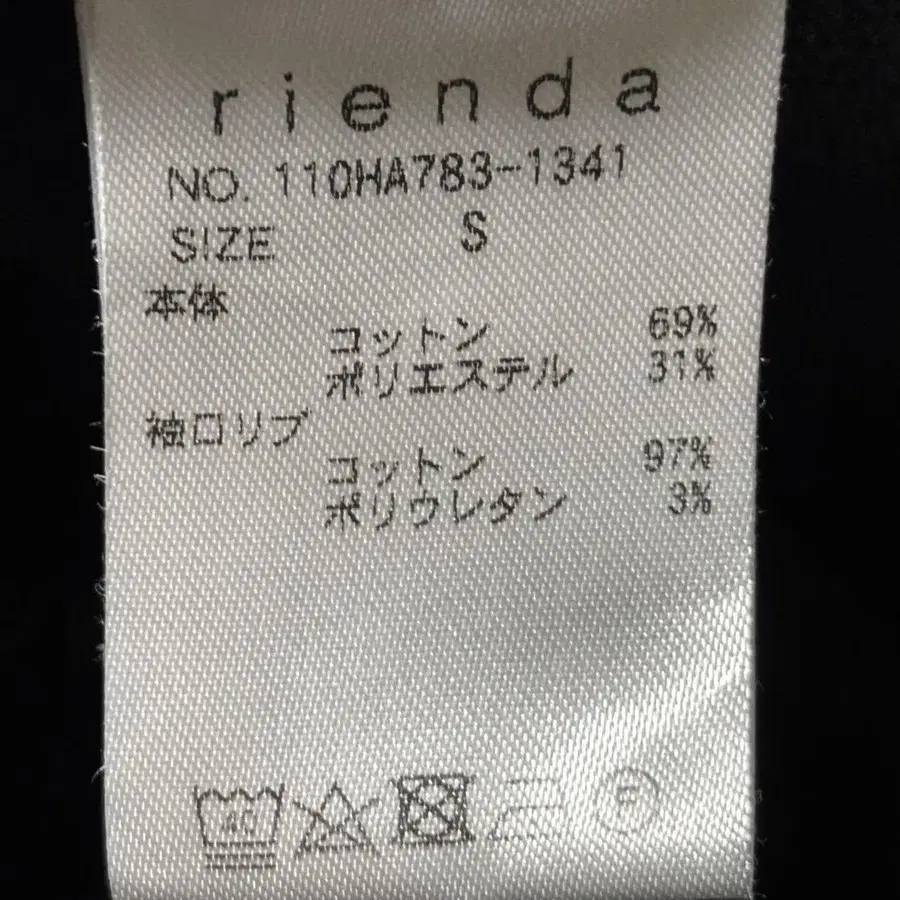 rienda
NO. 110HA783-1341
SIZE S
本体
コットン 69%
ポリエステル 31%
袖口リブ
コットン 97%
ポリウレタン 3%
40 F